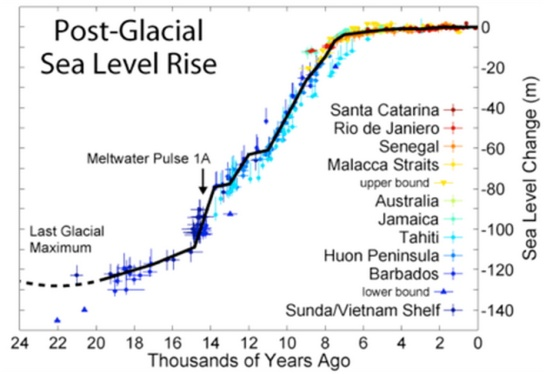 Post-Glacial
Sea Level Rise
Meltwater Pulse 1A
Last Glacial
Maximum
Santa Catarina
Rio de Janiero
Senegal
Malacca Straits
upper bound
Australia
Jamaica
Tahiti
Huon Peninsula
Barbados
lower bound
Sunda/Vietnam Shelf
0
-20
-40
-60
-80
-100
-120
-140
Sea Level Change (m)
24 22 20 18 16 14 12 10 8 6 4 2 0
Thousands of Years Ago